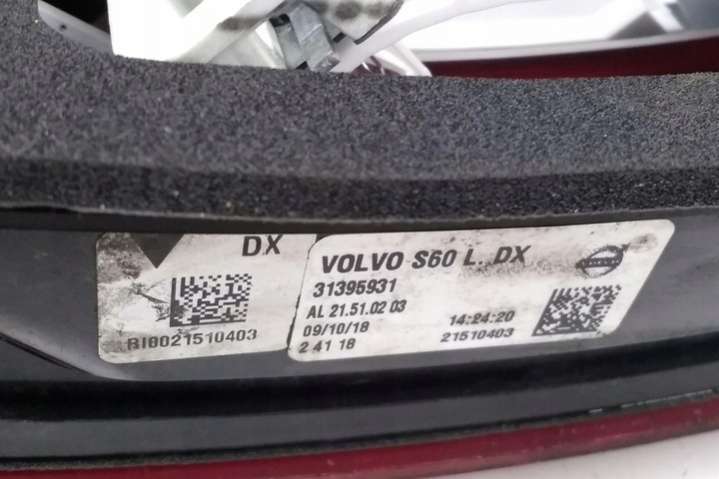 DX
RI0021510403
VOLVO S60 L. DX
31395931
AL 21.51.02 03
09/10/18 14:24:20
2 41 18 21510403